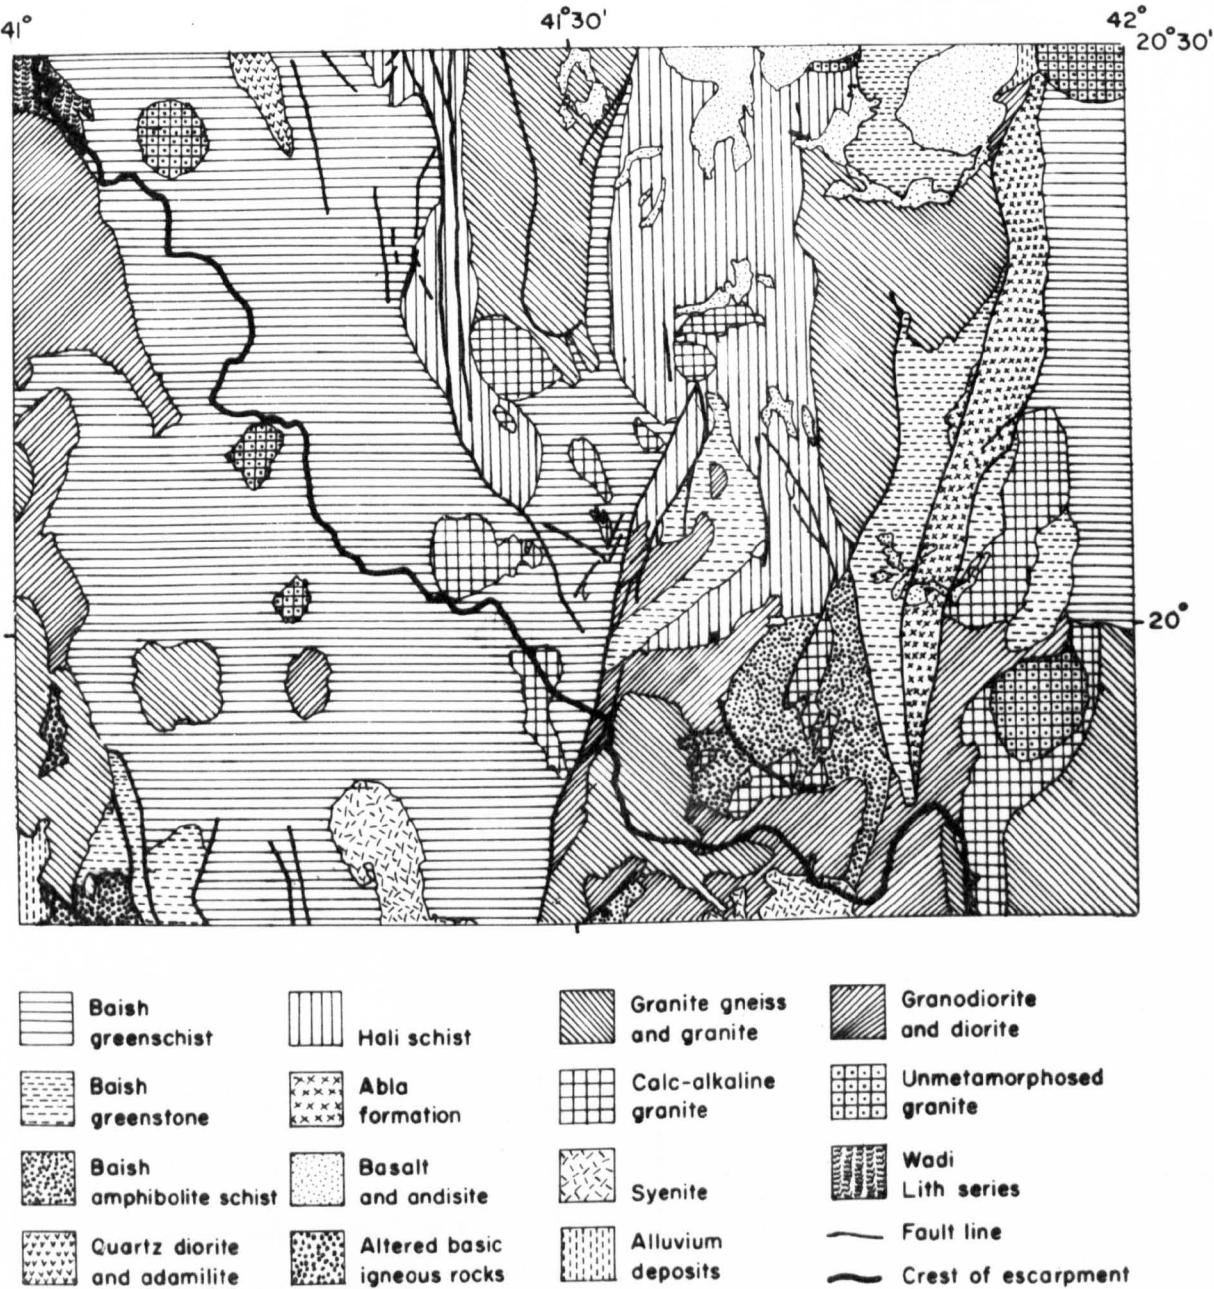 41°
41°30'
42°
20°30'
20°
Baish
greenschist
Hali schist
Granite gneiss
and granite
Granodiorite
and diorite
Baish
greenstone
Abla
formation
Calc-alkaline
granite
Unmetamorphosed
granite
Baish
amphibolite schist
Basalt
and andisite
Syenite
Wadi
Lith series
Quartz diorite
and adamilite
Altered basic
igneous rocks
Alluvium
deposits
Fault line
Crest of escarpment